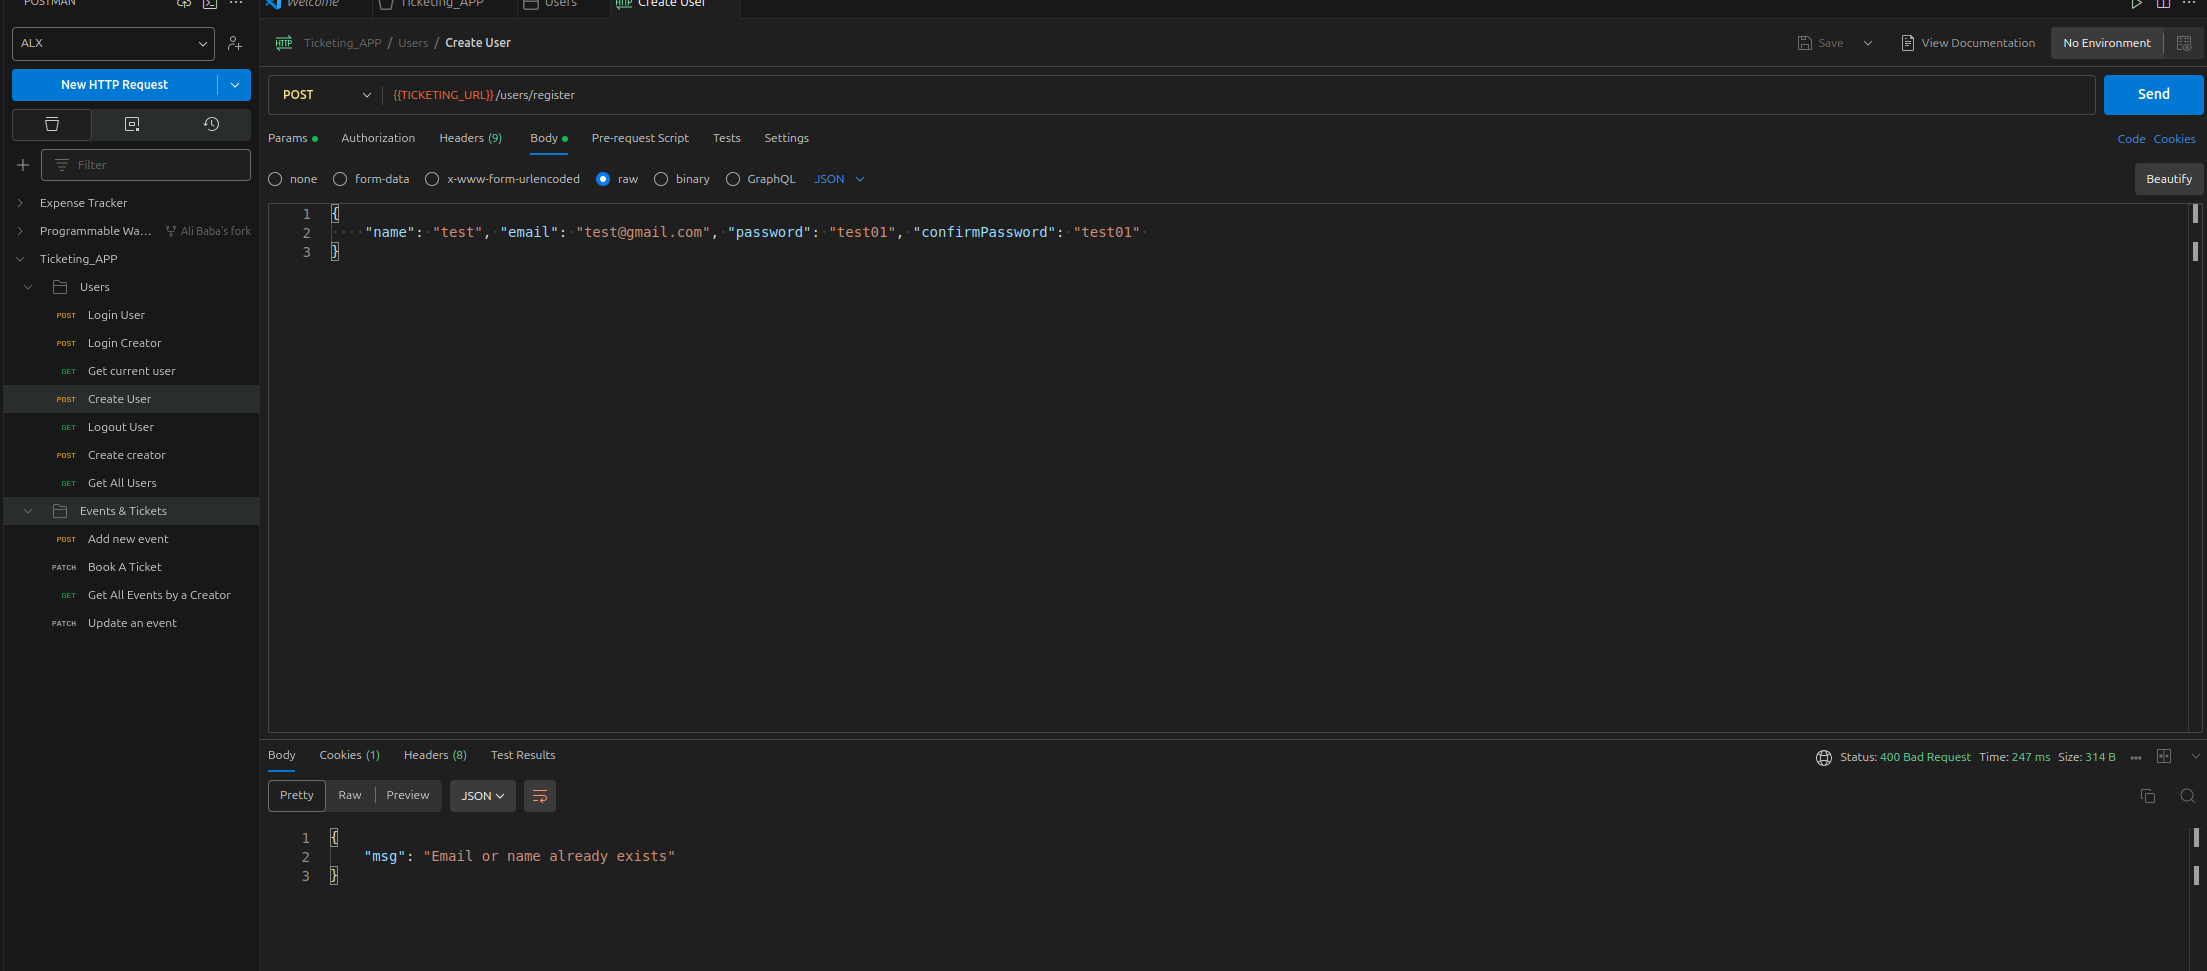 POSTMAN
Welcome Ticketing_APP Users Create User
ALX
Ticketing_APP / Users / Create User
Save View Documentation No Environment
New HTTP Request
POST {{TICKETING_URL}}/users/register Send
Params Authorization Headers (9) Body Pre-request Script Tests Settings Code Cookies
Filter
none form-data x-www-form-urlencoded raw binary GraphQL JSON Beautify
Expense Tracker
Programmable Wa... Ali Baba's fork
Ticketing_APP
Users
POST Login User
POST Login Creator
GET Get current user
POST Create User
GET Logout User
POST Create creator
GET Get All Users
Events & Tickets
POST Add new event
PATCH Book A Ticket
GET Get All Events by a Creator
PATCH Update an event
1 {
2 "name": "test", "email": "test@gmail.com", "password": "test01", "confirmPassword": "test01"
3 }
Body Cookies (1) Headers (8) Test Results Status: 400 Bad Request Time: 247 ms Size: 314 B
Pretty Raw Preview JSON
1 {
2 "msg": "Email or name already exists"
3 }